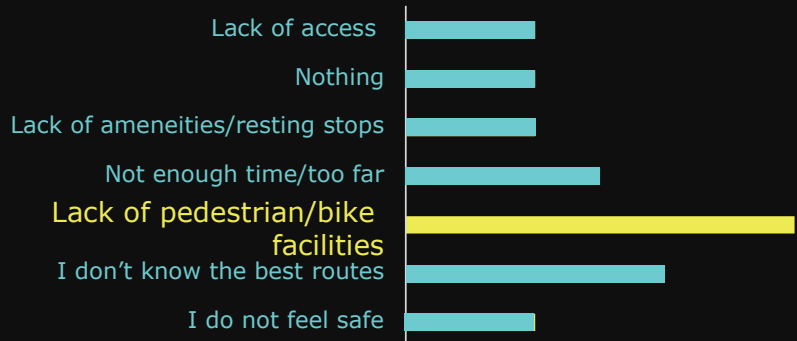 Lack of access
Nothing
Lack of ameneities/resting stops
Not enough time/too far
Lack of pedestrian/bike
facilities
I don’t know the best routes
I do not feel safe